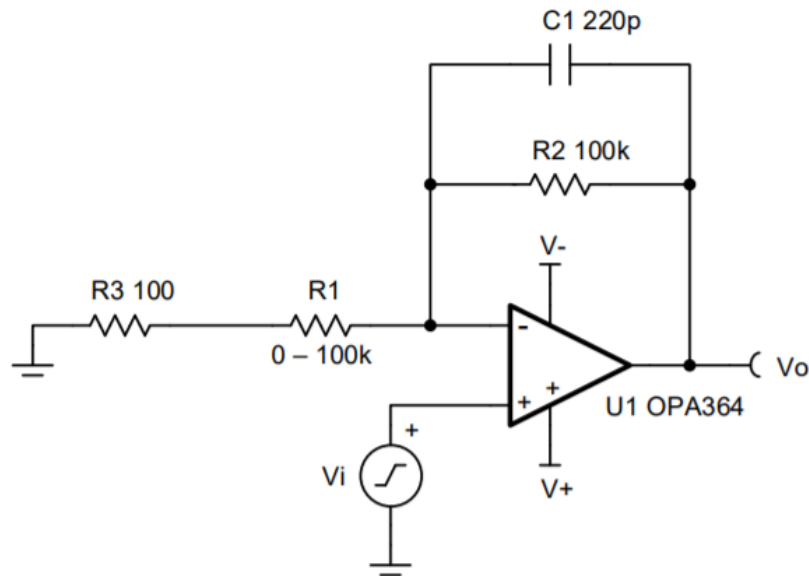 C1 220p
R2 100k
V-
R3 100
R1
0 – 100k
-
+
+
Vo
U1 OPA364
+
Vi
V+